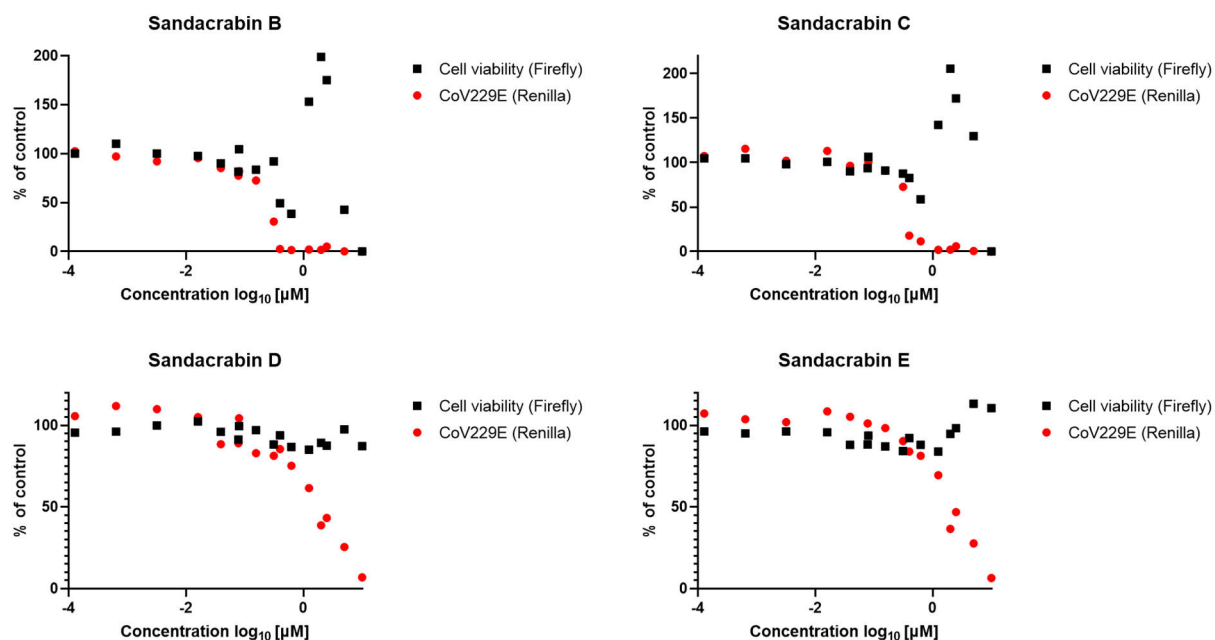 Sandacrabin B
200
150
100
50
0
% of control
-4
-2
0
Concentration log₁₀ [µM]
Cell viability (Firefly)
CoV229E (Renilla)
Sandacrabin C
200
150
100
50
0
% of control
-4
-2
0
Concentration log₁₀ [µM]
Cell viability (Firefly)
CoV229E (Renilla)
Sandacrabin D
100
50
0
% of control
-4
-2
0
Concentration log₁₀ [µM]
Cell viability (Firefly)
CoV229E (Renilla)
Sandacrabin E
100
50
0
% of control
-4
-2
0
Concentration log₁₀ [µM]
Cell viability (Firefly)
CoV229E (Renilla)